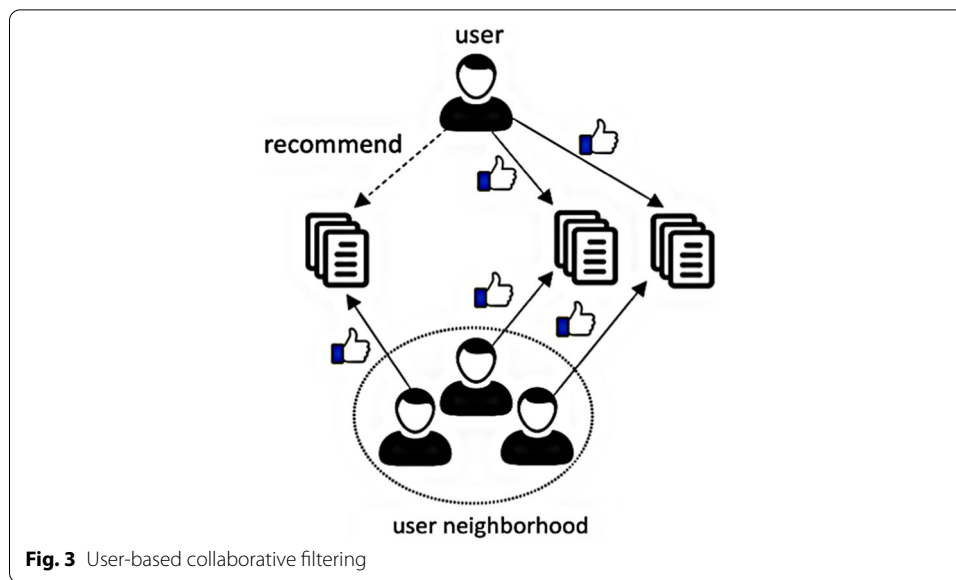 user
recommend
user neighborhood
Fig. 3 User-based collaborative filtering